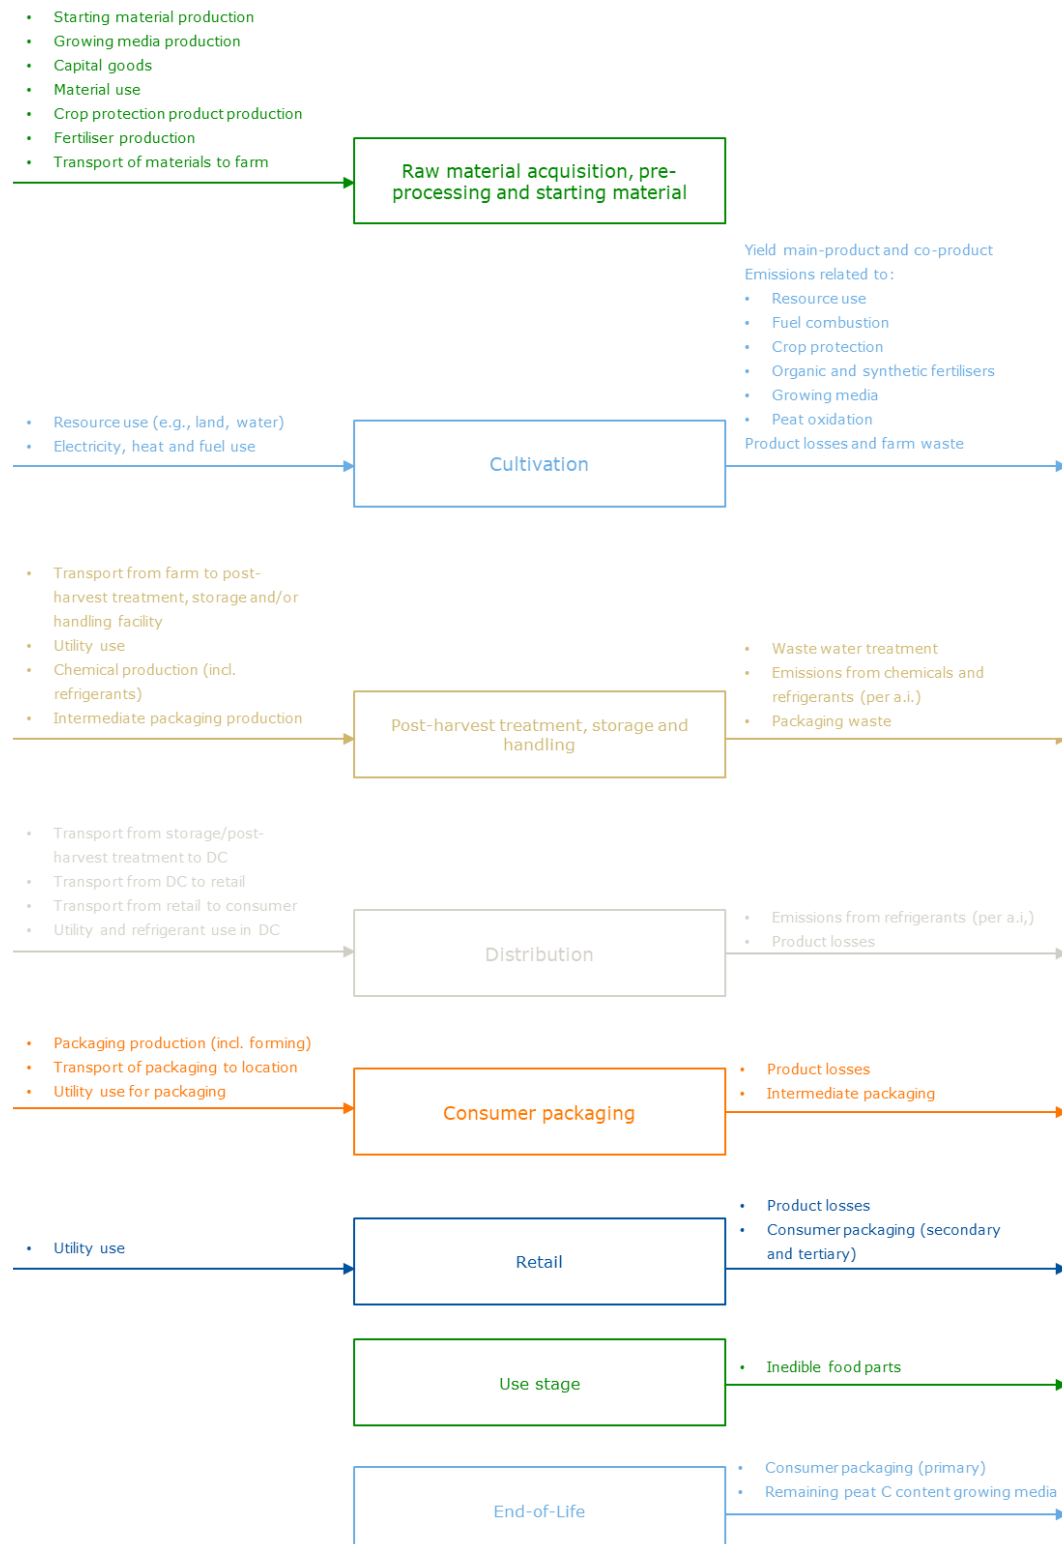 • Starting material production
• Growing media production
• Capital goods
• Material use
• Crop protection product production
• Fertiliser production
• Transport of materials to farm
Raw material acquisition, pre-
processing and starting material
Yield main-product and co-product
Emissions related to:
• Resource use
• Fuel combustion
• Crop protection
• Organic and synthetic fertilisers
• Growing media
• Peat oxidation
Product losses and farm waste
• Resource use (e.g., land, water)
• Electricity, heat and fuel use
Cultivation
• Transport from farm to post-
harvest treatment, storage and/or
handling facility
• Utility use
• Chemical production (incl.
refrigerants)
• Intermediate packaging production
Post-harvest treatment, storage and
handling
• Waste water treatment
• Emissions from chemicals and
refrigerants (per a.i.)
• Packaging waste
• Transport from storage/post-
harvest treatment to DC
• Transport from DC to retail
• Transport from retail to consumer
• Utility and refrigerant use in DC
Distribution
• Emissions from refrigerants (per a.i,)
• Product losses
• Packaging production (incl. forming)
• Transport of packaging to location
• Utility use for packaging
Consumer packaging
• Product losses
• Intermediate packaging
• Utility use
Retail
• Product losses
• Consumer packaging (secondary
and tertiary)
Use stage
• Inedible food parts
End-of-Life
• Consumer packaging (primary)
• Remaining peat C content growing media